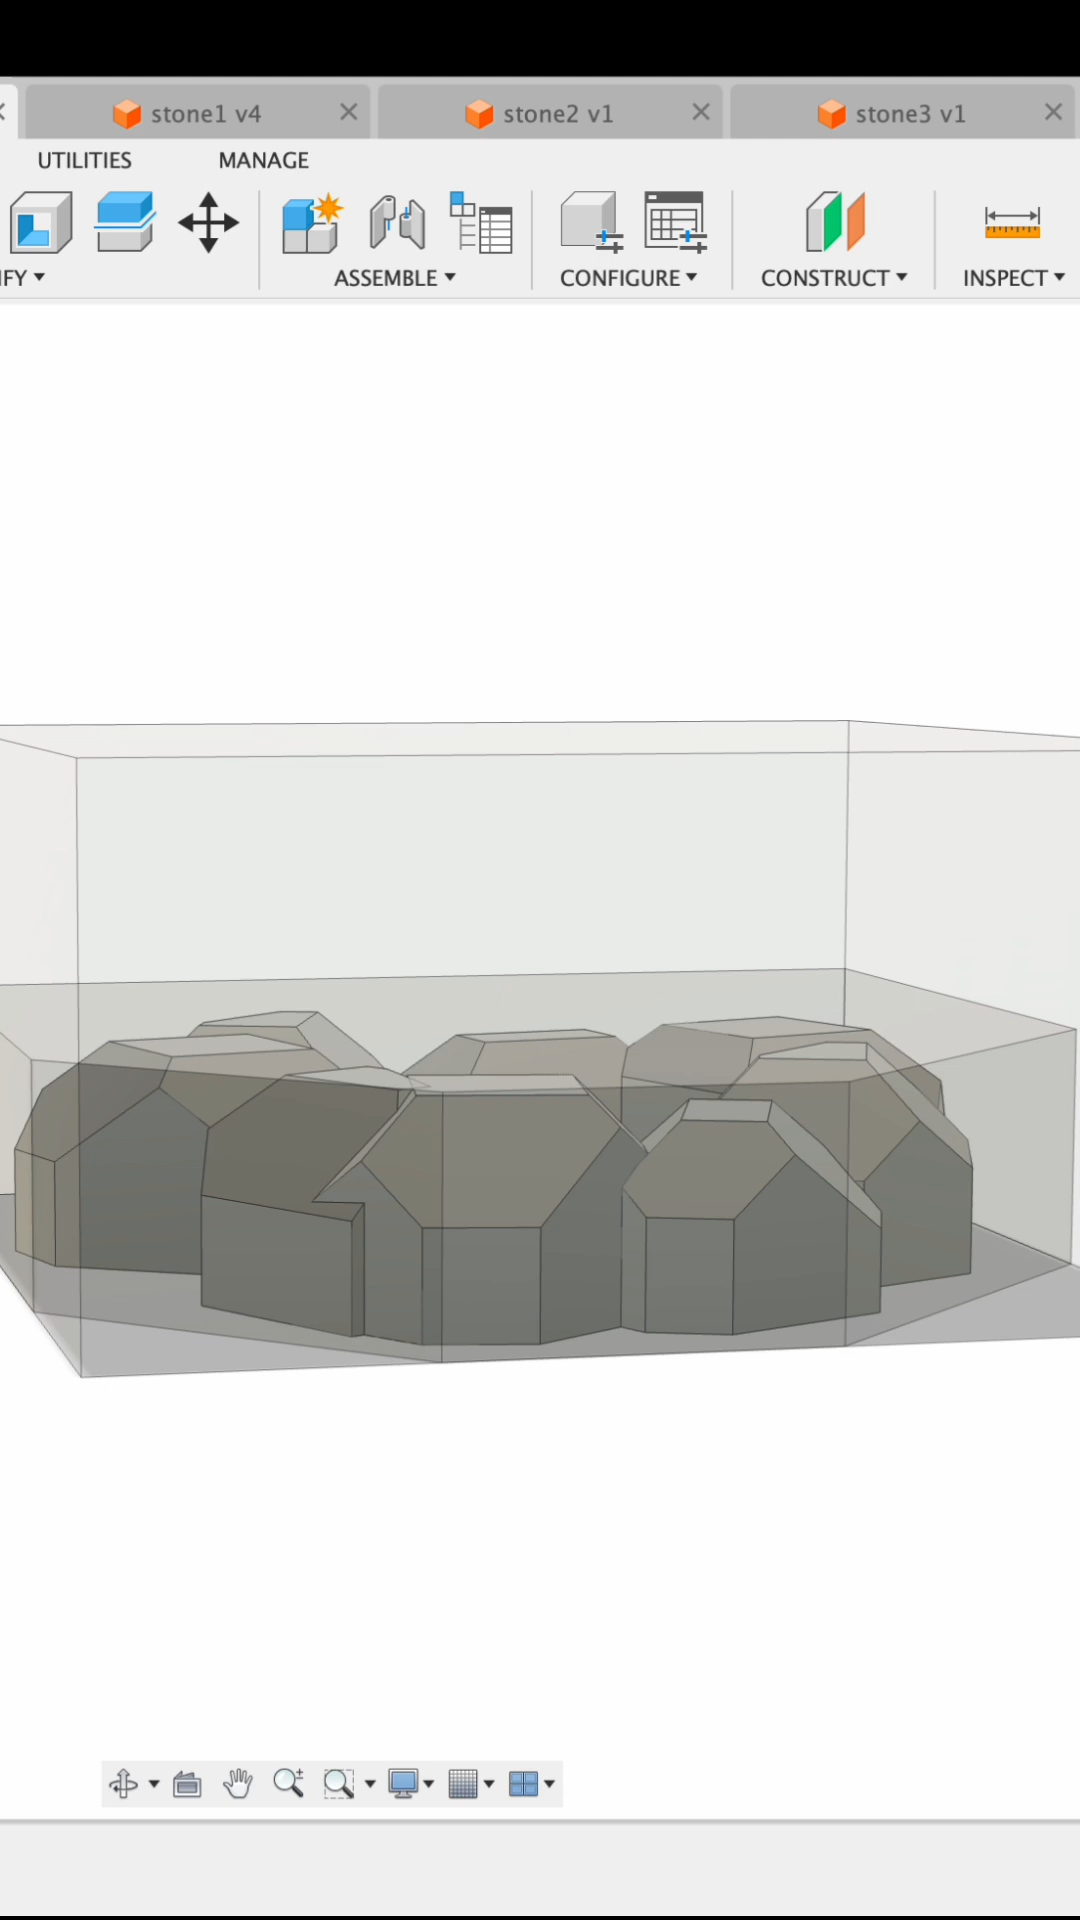 stone1 v4
stone2 v1
stone3 v1
UTILITIES
MANAGE
IFY
ASSEMBLE
CONFIGURE
CONSTRUCT
INSPECT